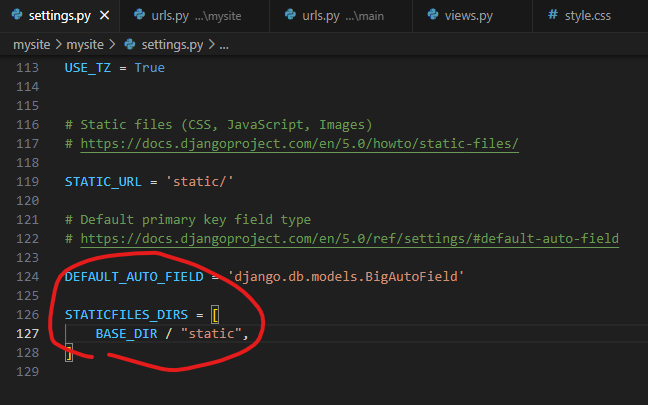 settings.py
urls.py ...\mysite
urls.py ...\main
views.py
# style.css
mysite > mysite > settings.py > ...
113 USE_TZ = True
114
115
116 # Static files (CSS, JavaScript, Images)
117 # https://docs.djangoproject.com/en/5.0/howto/static-files/
118
119 STATIC_URL = 'static/'
120
121 # Default primary key field type
122 # https://docs.djangoproject.com/en/5.0/ref/settings/#default-auto-field
123
124 DEFAULT_AUTO_FIELD = 'django.db.models.BigAutoField'
125
126 STATICFILES_DIRS = [
127     BASE_DIR / "static",
128 ]
129